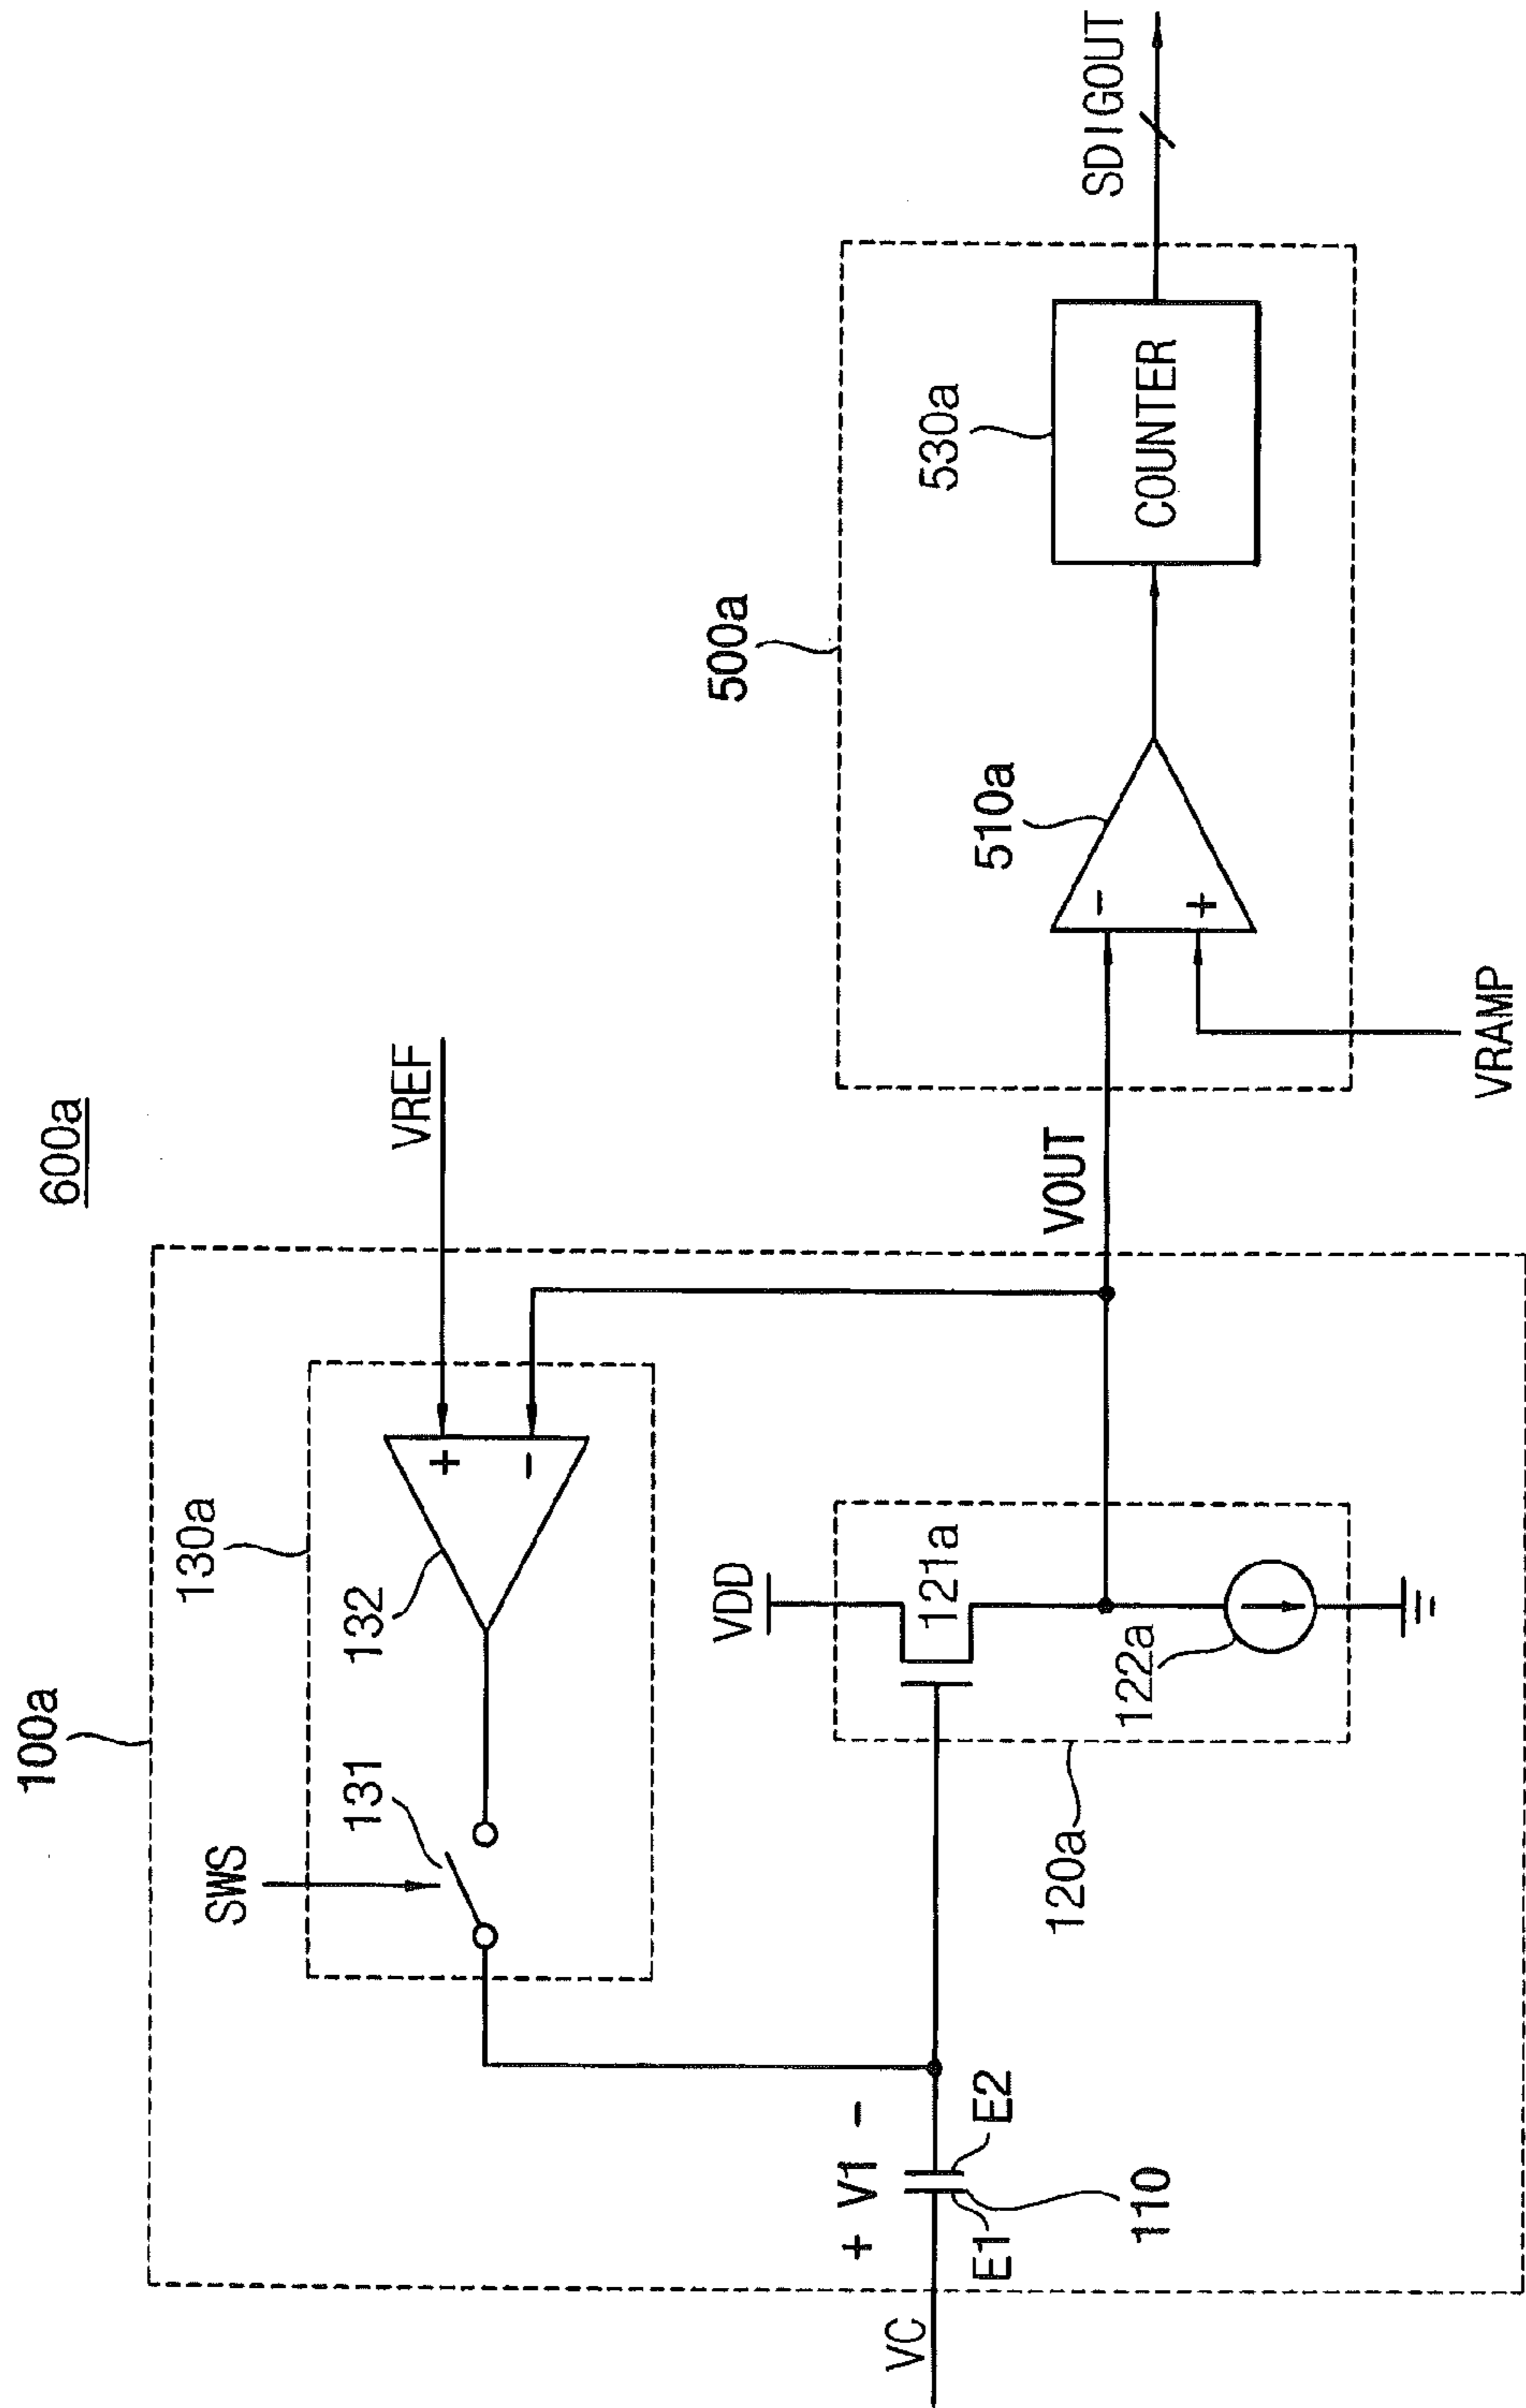 600a
100a
130a
SWS
131
132
+
-
VREF
VDD
121a
122a
120a
+ V1 -
E1
E2
110
VC
VOUT
500a
510a
-
+
530a
COUNTER
SDIGOUT
VRAMP